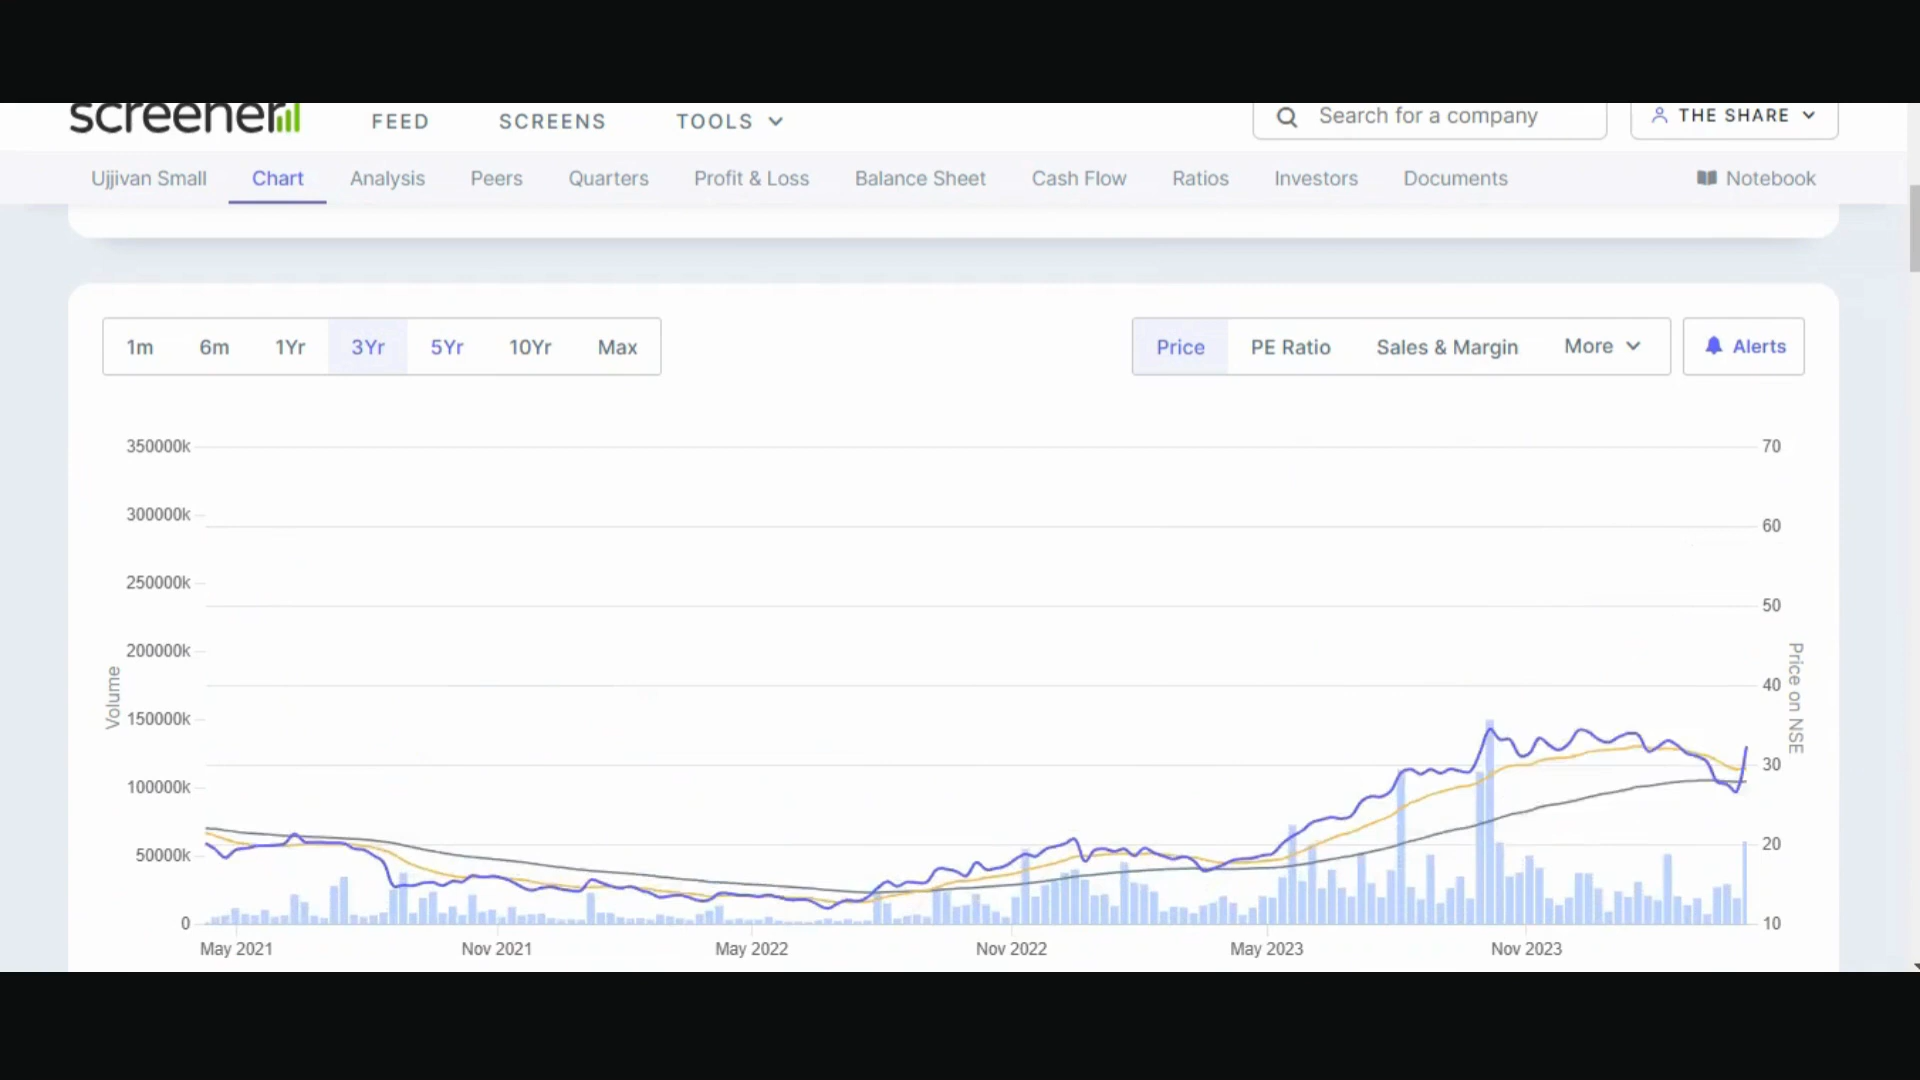 screener
FEED SCREENS TOOLS
Search for a company
THE SHARE
Ujjivan Small Chart Analysis Peers Quarters Profit & Loss Balance Sheet Cash Flow Ratios Investors Documents Notebook
1m 6m 1Yr 3Yr 5Yr 10Yr Max
Price PE Ratio Sales & Margin More
Alerts
350000k
300000k
250000k
200000k
150000k
100000k
50000k
0
Volume
70
60
50
40
30
20
10
Price on NSE
May 2021 Nov 2021 May 2022 Nov 2022 May 2023 Nov 2023